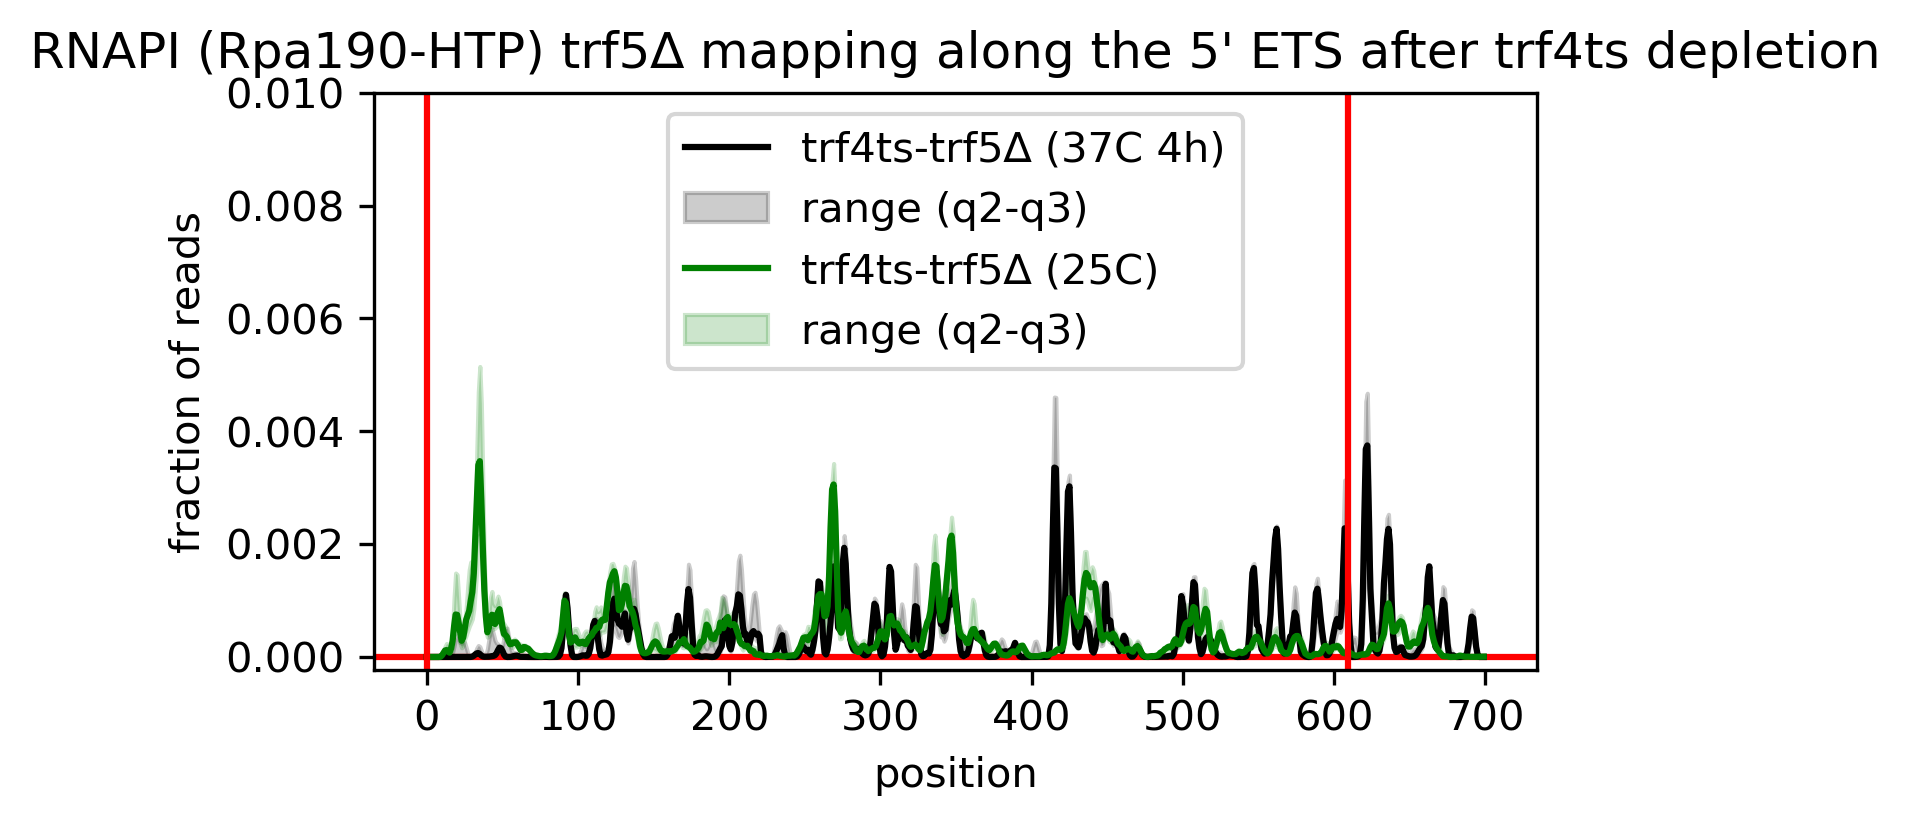 RNAPI (Rpa190-HTP) trf5Δ mapping along the 5' ETS after trf4ts depletion
0.010
0.008
0.006
0.004
0.002
0.000
fraction of reads
trf4ts-trf5Δ (37C 4h)
range (q2-q3)
trf4ts-trf5Δ (25C)
range (q2-q3)
0 100 200 300 400 500 600 700
position